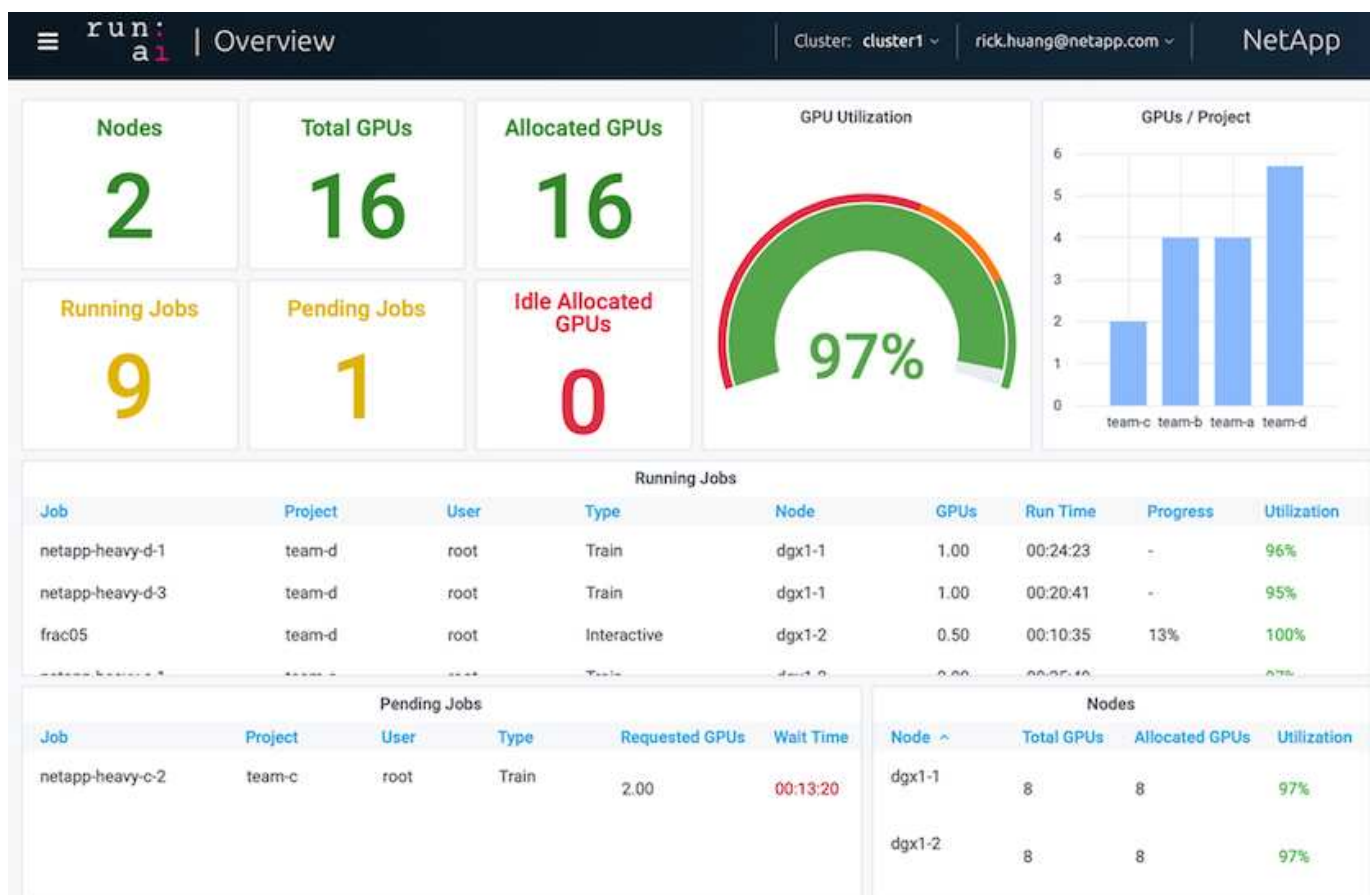 run: ai | Overview Cluster: cluster1 rick.huang@netapp.com NetApp
Nodes
2
Total GPUs
16
Allocated GPUs
16
Running Jobs
9
Pending Jobs
1
Idle Allocated
GPUs
0
GPU Utilization
97%
GPUs / Project
6
5
4
3
2
1
0
team-c team-b team-a team-d
Running Jobs
Job Project User Type Node GPUs Run Time Progress Utilization
netapp-heavy-d-1 team-d root Train dgx1-1 1.00 00:24:23 - 96%
netapp-heavy-d-3 team-d root Train dgx1-1 1.00 00:20:41 - 95%
frac05 team-d root Interactive dgx1-2 0.50 00:10:35 13% 100%
Pending Jobs
Job Project User Type Requested GPUs Wait Time
netapp-heavy-c-2 team-c root Train 2.00 00:13:20
Nodes
Node Total GPUs Allocated GPUs Utilization
dgx1-1 8 8 97%
dgx1-2 8 8 97%